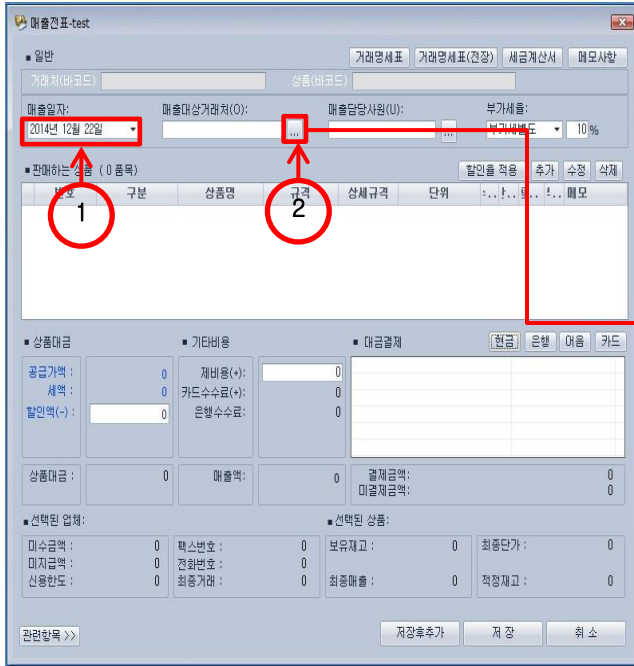 매출전표-test
■ 일반
거래명세표 거래명세표(전장) 세금계산서 메모사항
거래처(바코드) 상품(바코드)
매출일자: 매출대상거래처(O): 매출담당사원(U): 부가세율:
2014년 12월 22일 ... ... 부가세별도 10 %
■ 판매하는 상품 ( 0 품목)
할인율 적용 추가 수정 삭제
번호 구분 상품명 규격 상세규격 단위 메모
1 2
■ 상품대금 ■ 기타비용 ■ 대금결제 현금 은행 어음 카드
공급가액 : 0 제비용(+): 0
세액 : 0 카드수수료(+): 0
할인액(-) : 0 은행수수료: 0
상품대금 : 0 매출액: 0 결제금액: 0
미결제금액: 0
■ 선택된 업체: ■ 선택된 상품:
미수금액 : 0 팩스번호 : 0 보유재고 : 0 최종단가 : 0
미지급액 : 0 전화번호 : 0
신용한도 : 0 최종거래 : 0 최종매출 : 0 적정재고 : 0
관련항목 >> 저장후추가 저 장 취 소